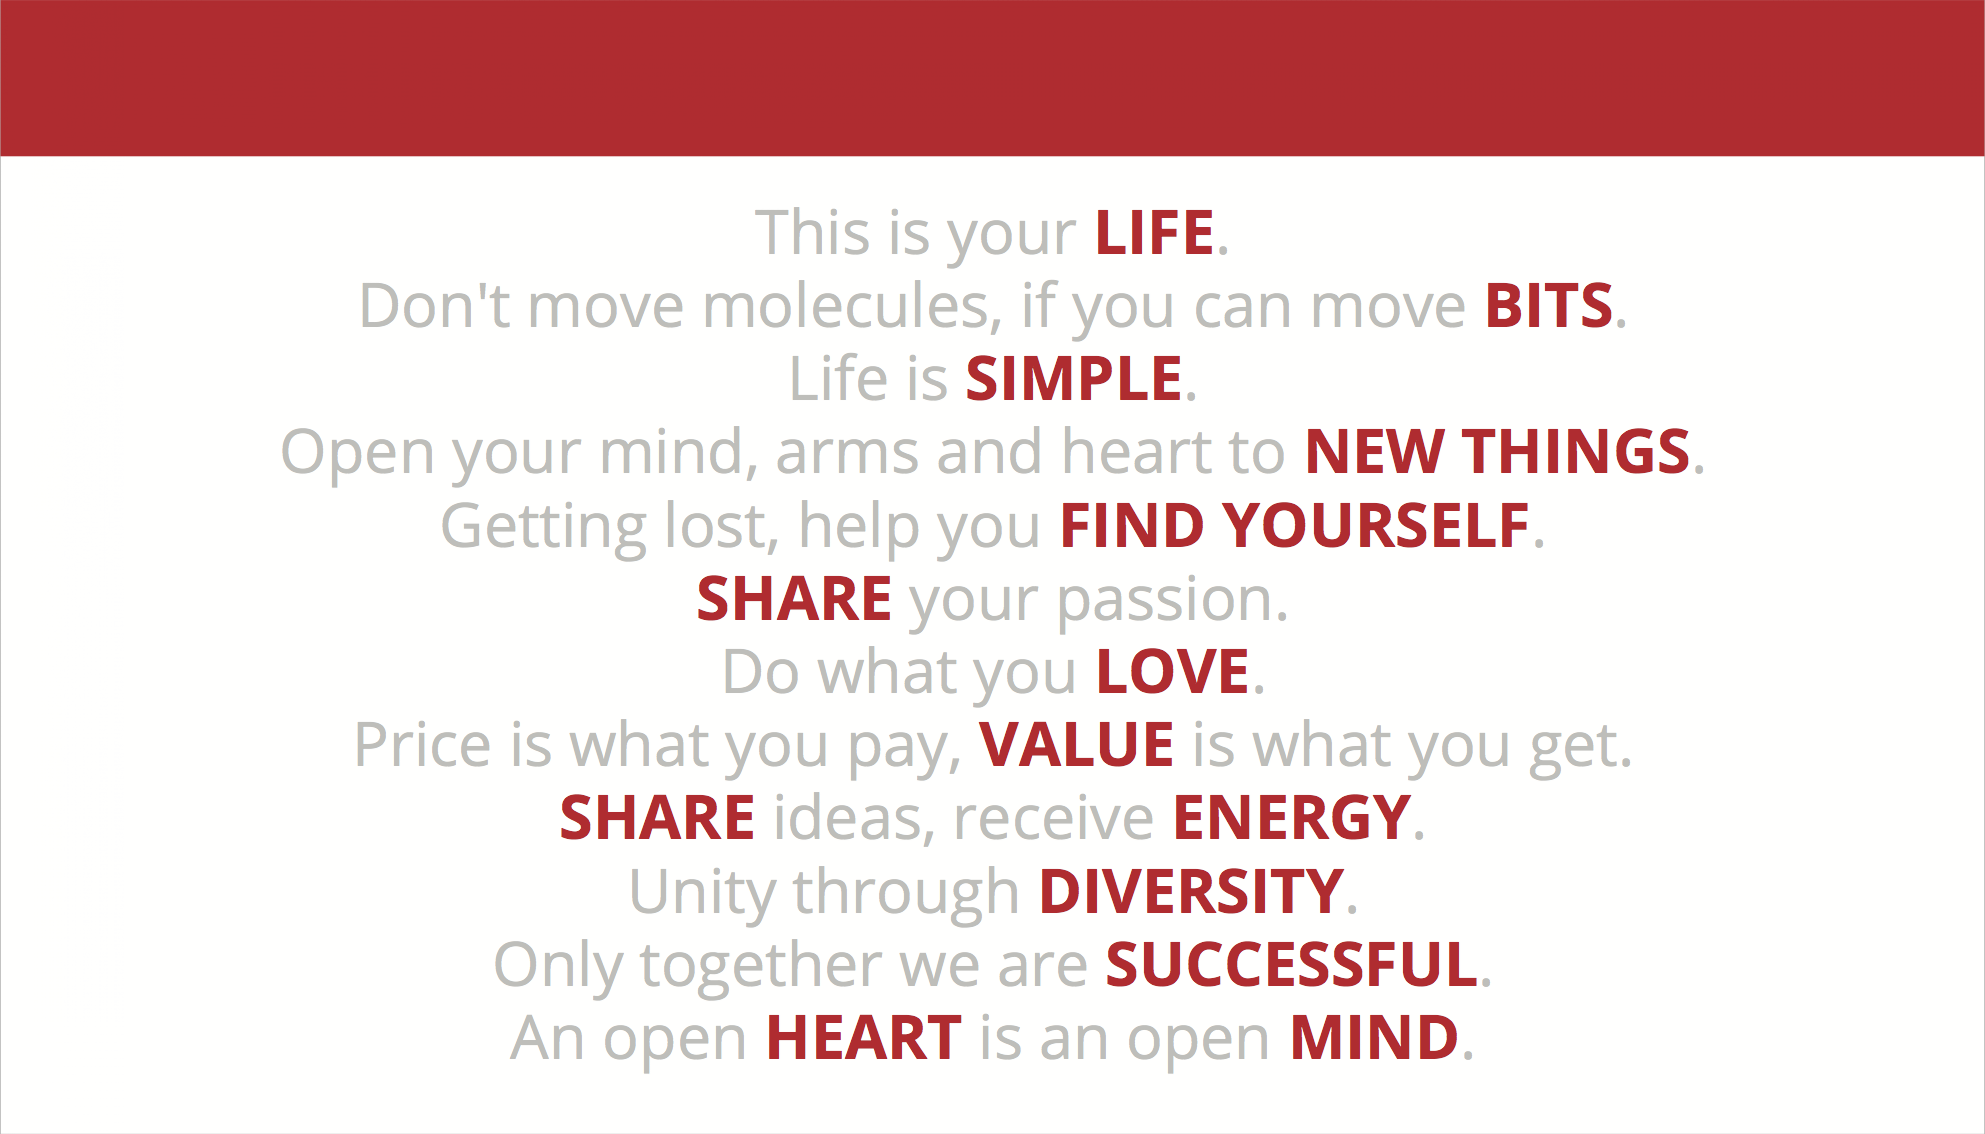 This is your LIFE.
Don't move molecules, if you can move BITS.
Life is SIMPLE.
Open your mind, arms and heart to NEW THINGS.
Getting lost, help you FIND YOURSELF.
SHARE your passion.
Do what you LOVE.
Price is what you pay, VALUE is what you get.
SHARE ideas, receive ENERGY.
Unity through DIVERSITY.
Only together we are SUCCESSFUL.
An open HEART is an open MIND.